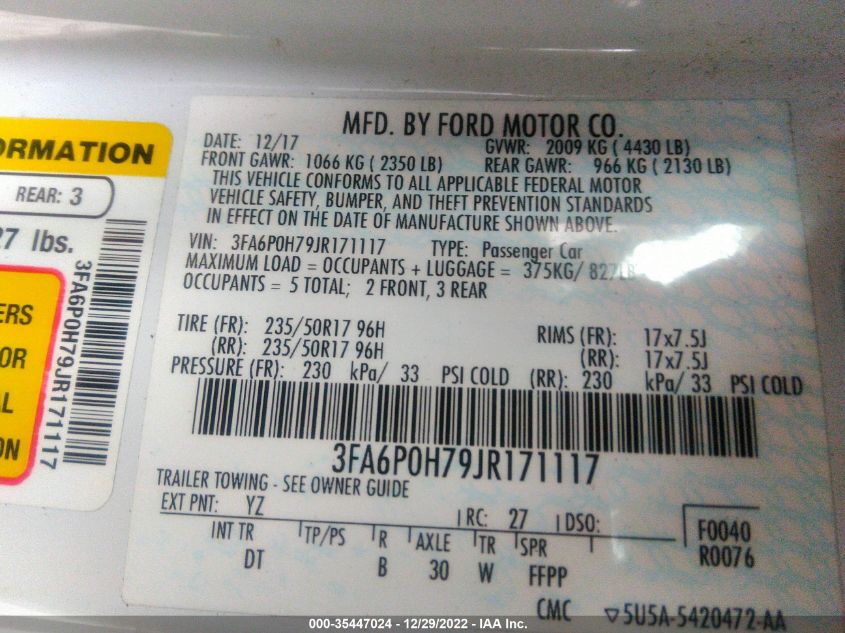 ORMATION
REAR: 3
27 lbs.
ERS
OR
AL
ON
3FA6P0H79JR171117
MFD. BY FORD MOTOR CO.
DATE: 12/17 GVWR: 2009 KG ( 4430 LB)
FRONT GAWR: 1066 KG ( 2350 LB) REAR GAWR: 966 KG ( 2130 LB)
THIS VEHICLE CONFORMS TO ALL APPLICABLE FEDERAL MOTOR
VEHICLE SAFETY, BUMPER, AND THEFT PREVENTION STANDARDS
IN EFFECT ON THE DATE OF MANUFACTURE SHOWN ABOVE.
VIN: 3FA6P0H79JR171117 TYPE: Passenger Car
MAXIMUM LOAD = OCCUPANTS + LUGGAGE = 375KG/ 827LB
OCCUPANTS = 5 TOTAL; 2 FRONT, 3 REAR
TIRE (FR): 235/50R17 96H RIMS (FR): 17x7.5J
(RR): 235/50R17 96H (RR): 17x7.5J
PRESSURE (FR): 230 kPa/ 33 PSI COLD (RR): 230 kPa/ 33 PSI COLD
3FA6P0H79JR171117
TRAILER TOWING - SEE OWNER GUIDE
EXT PNT: YZ RC: 27 DSO: F0040
INT TR TP/PS R AXLE TR SPR R0076
DT B 30 W FFPP
CMC ▽5U5A-5420472-AA
000-35447024 - 12/29/2022 - IAA Inc.